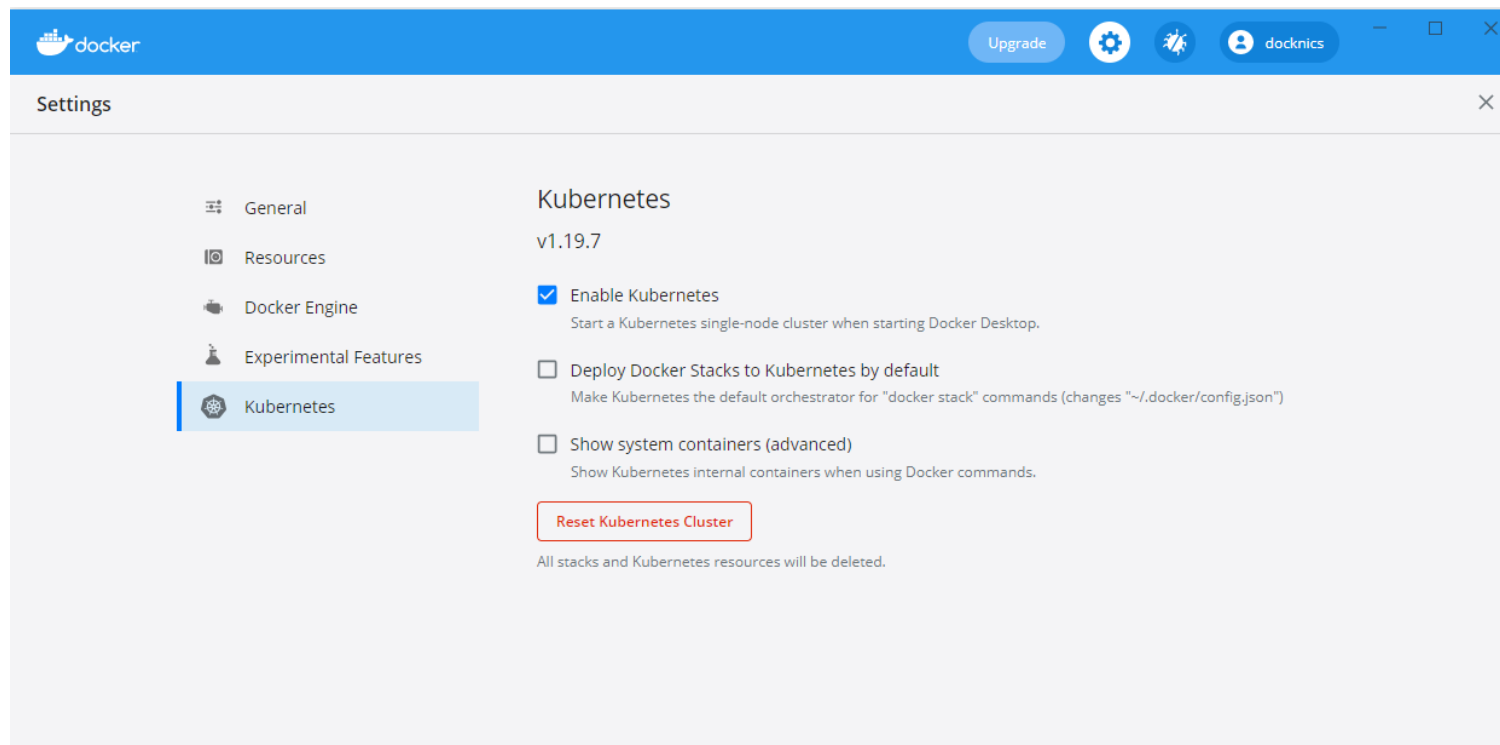 docker
Upgrade
docknics
Settings
General
Resources
Docker Engine
Experimental Features
Kubernetes
Kubernetes
v1.19.7
Enable Kubernetes
Start a Kubernetes single-node cluster when starting Docker Desktop.
Deploy Docker Stacks to Kubernetes by default
Make Kubernetes the default orchestrator for "docker stack" commands (changes "~/.docker/config.json")
Show system containers (advanced)
Show Kubernetes internal containers when using Docker commands.
Reset Kubernetes Cluster
All stacks and Kubernetes resources will be deleted.